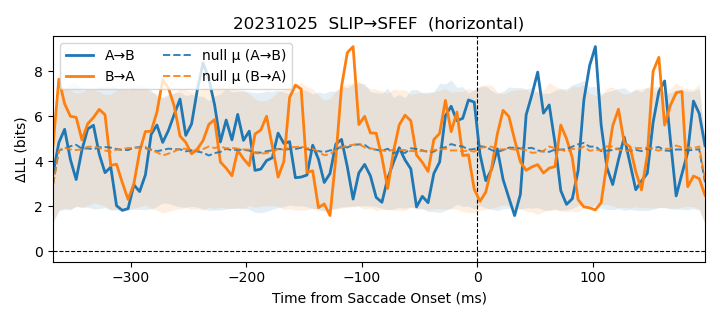 20231025  SLIP→SFEF  (horizontal)
A→B
B→A
null μ (A→B)
null μ (B→A)
ΔLL (bits)
8
6
4
2
0
−300
−200
−100
0
100
Time from Saccade Onset (ms)